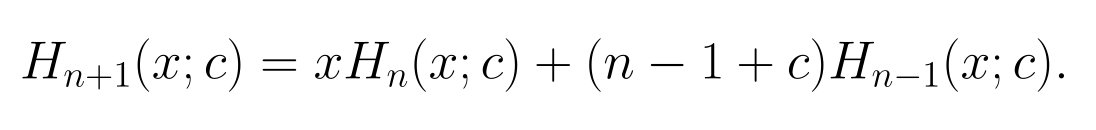 $H_{n+1}(x;c) = xH_n(x;c) + (n-1+c)H_{n-1}(x;c).$